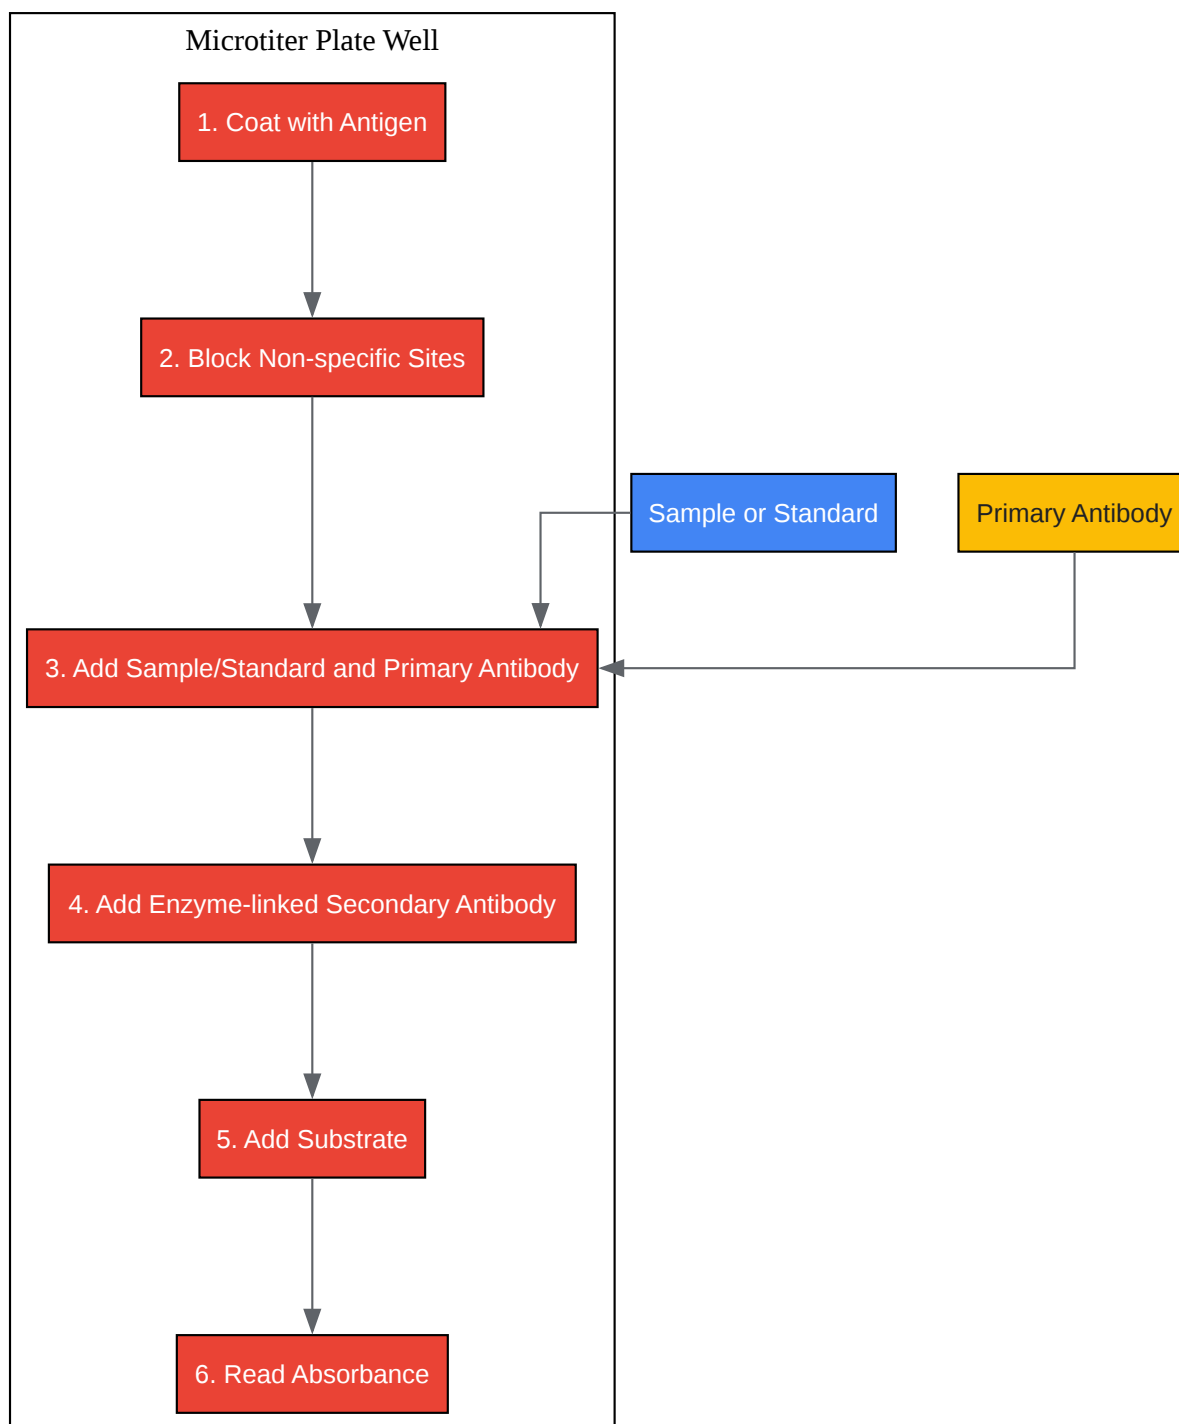 Microtiter Plate Well
1. Coat with Antigen
2. Block Non-specific Sites
Sample or Standard
Primary Antibody
3. Add Sample/Standard and Primary Antibody
4. Add Enzyme-linked Secondary Antibody
5. Add Substrate
6. Read Absorbance